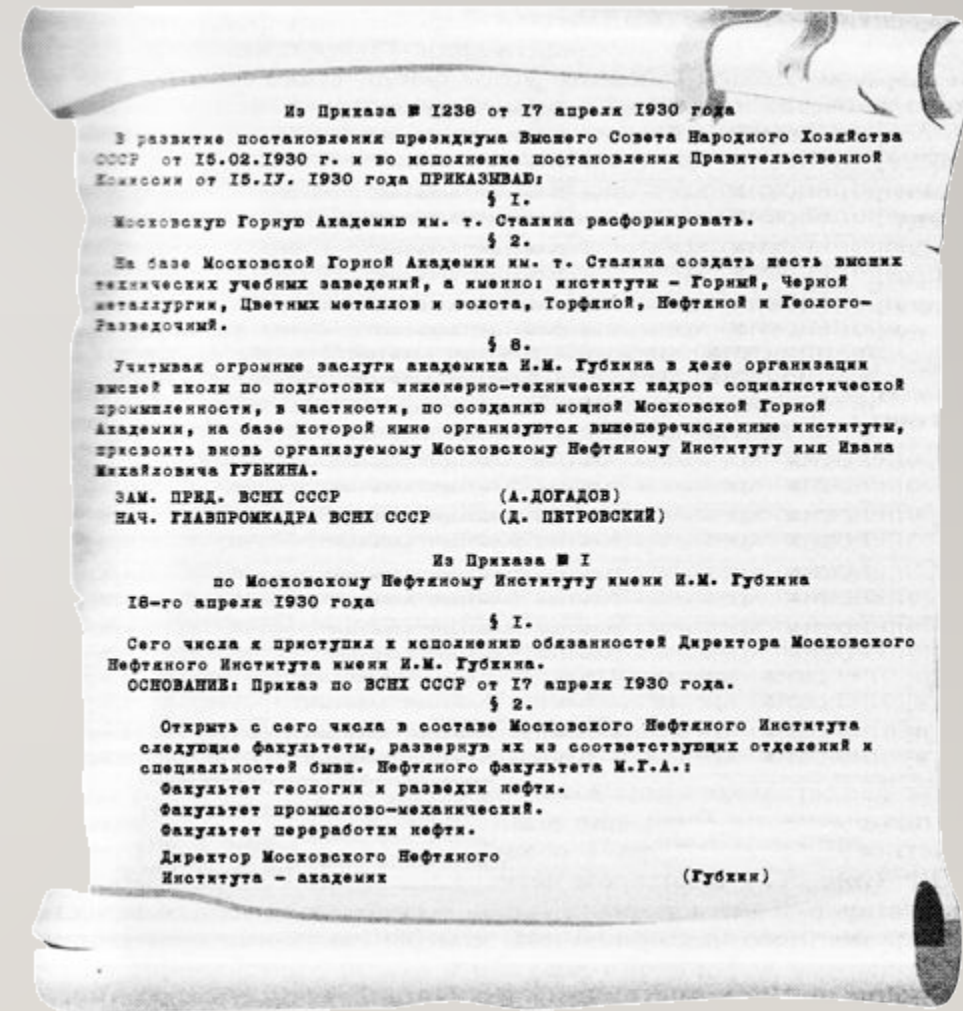 Из Приказа № 1238 от 17 апреля 1930 года
В развитие постановления президиума Высшего Совета Народного Хозяйства
СССР от 15.02.1930 г. и во исполнение постановления Правительственной
Комиссии от 15.IУ. 1930 года ПРИКАЗЫВАЮ:
§ I.
Московскую Горную Академию им. т. Сталина расформировать.
§ 2.
На базе Московской Горной Академии им. т. Сталина создать шесть высших
технических учебных заведений, а именно: институты - Горный, Черной
металлургии, Цветных металлов и золота, Торфяной, Нефтяной и Геолого-
Разведочный.
§ 8.
Учитывая огромные заслуги академика И.М. Губкина в деле организации
высшей школы по подготовки инженерно-технических кадров социалистической
промышленности, в частности, по созданию мощной Московской Горной
Академии, на базе которой ныне организуются вышеперечисленные институты,
присвоить вновь организуемому Московскому Нефтяному Институту имя Ивана
Михайловича ГУБКИНА.
ЗАМ. ПРЕД. ВСНХ СССР (А.ДОГАДОВ)
НАЧ. ГЛАВПРОМКАДРА ВСНХ СССР (Д. ПЕТРОВСКИЙ)
Из Приказа № I
по Московскому Нефтяному Институту имени И.М. Губкина
18-го апреля 1930 года
§ I.
Сего числа я приступил к исполнению обязанностей Директора Московского
Нефтяного Института имени И.М. Губкина.
ОСНОВАНИЕ: Приказ по ВСНХ СССР от 17 апреля 1930 года.
§ 2.
Открыть с сего числа в составе Московского Нефтяного Института
следующие факультеты, развернув их из соответствующих отделений и
специальностей бывш. Нефтяного факультета М.Г.А.:
Факультет геологии и разведки нефти.
Факультет промыслово-механический.
Факультет переработки нефти.
Директор Московского Нефтяного
Института - академик (Губкин)